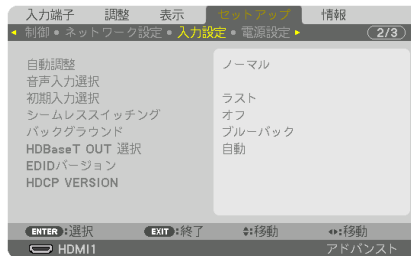 入力端子 調整 表示 セットアップ 情報
制御 • ネットワーク設定 • 入力設定 • 電源設定 2/3
自動調整 ノーマル
音声入力選択
初期入力選択 ラスト
シームレススイッチング オフ
バックグラウンド ブルーバック
HDBaseT OUT 選択 自動
EDIDバージョン
HDCP VERSION
ENTER :選択 EXIT :終了 :移動 :移動
HDMI1 アドバンスト